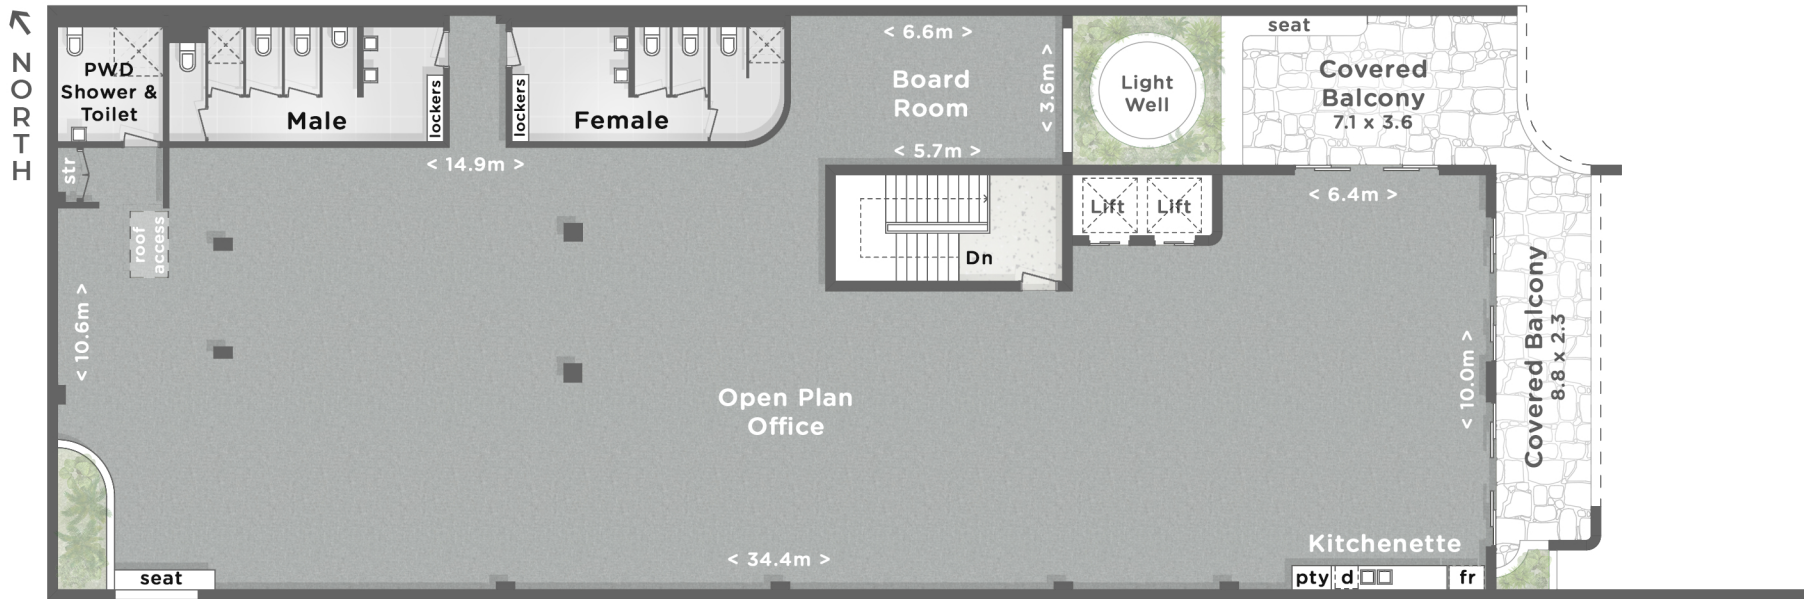 NORTH
PWD
Shower &
Toilet
Male
lockers
lockers
Female
< 6.6m >
Board
Room
< 3.6m >
< 5.7m >
Light
Well
seat
Covered
Balcony
7.1 x 3.6
str
< 14.9m >
< 6.4m >
Lift
Lift
roof
access
Dn
< 10.6m >
Open Plan
Office
< 10.0m >
Covered Balcony
8.8 x 2.3
< 34.4m >
Kitchenette
seat
pty
d
fr